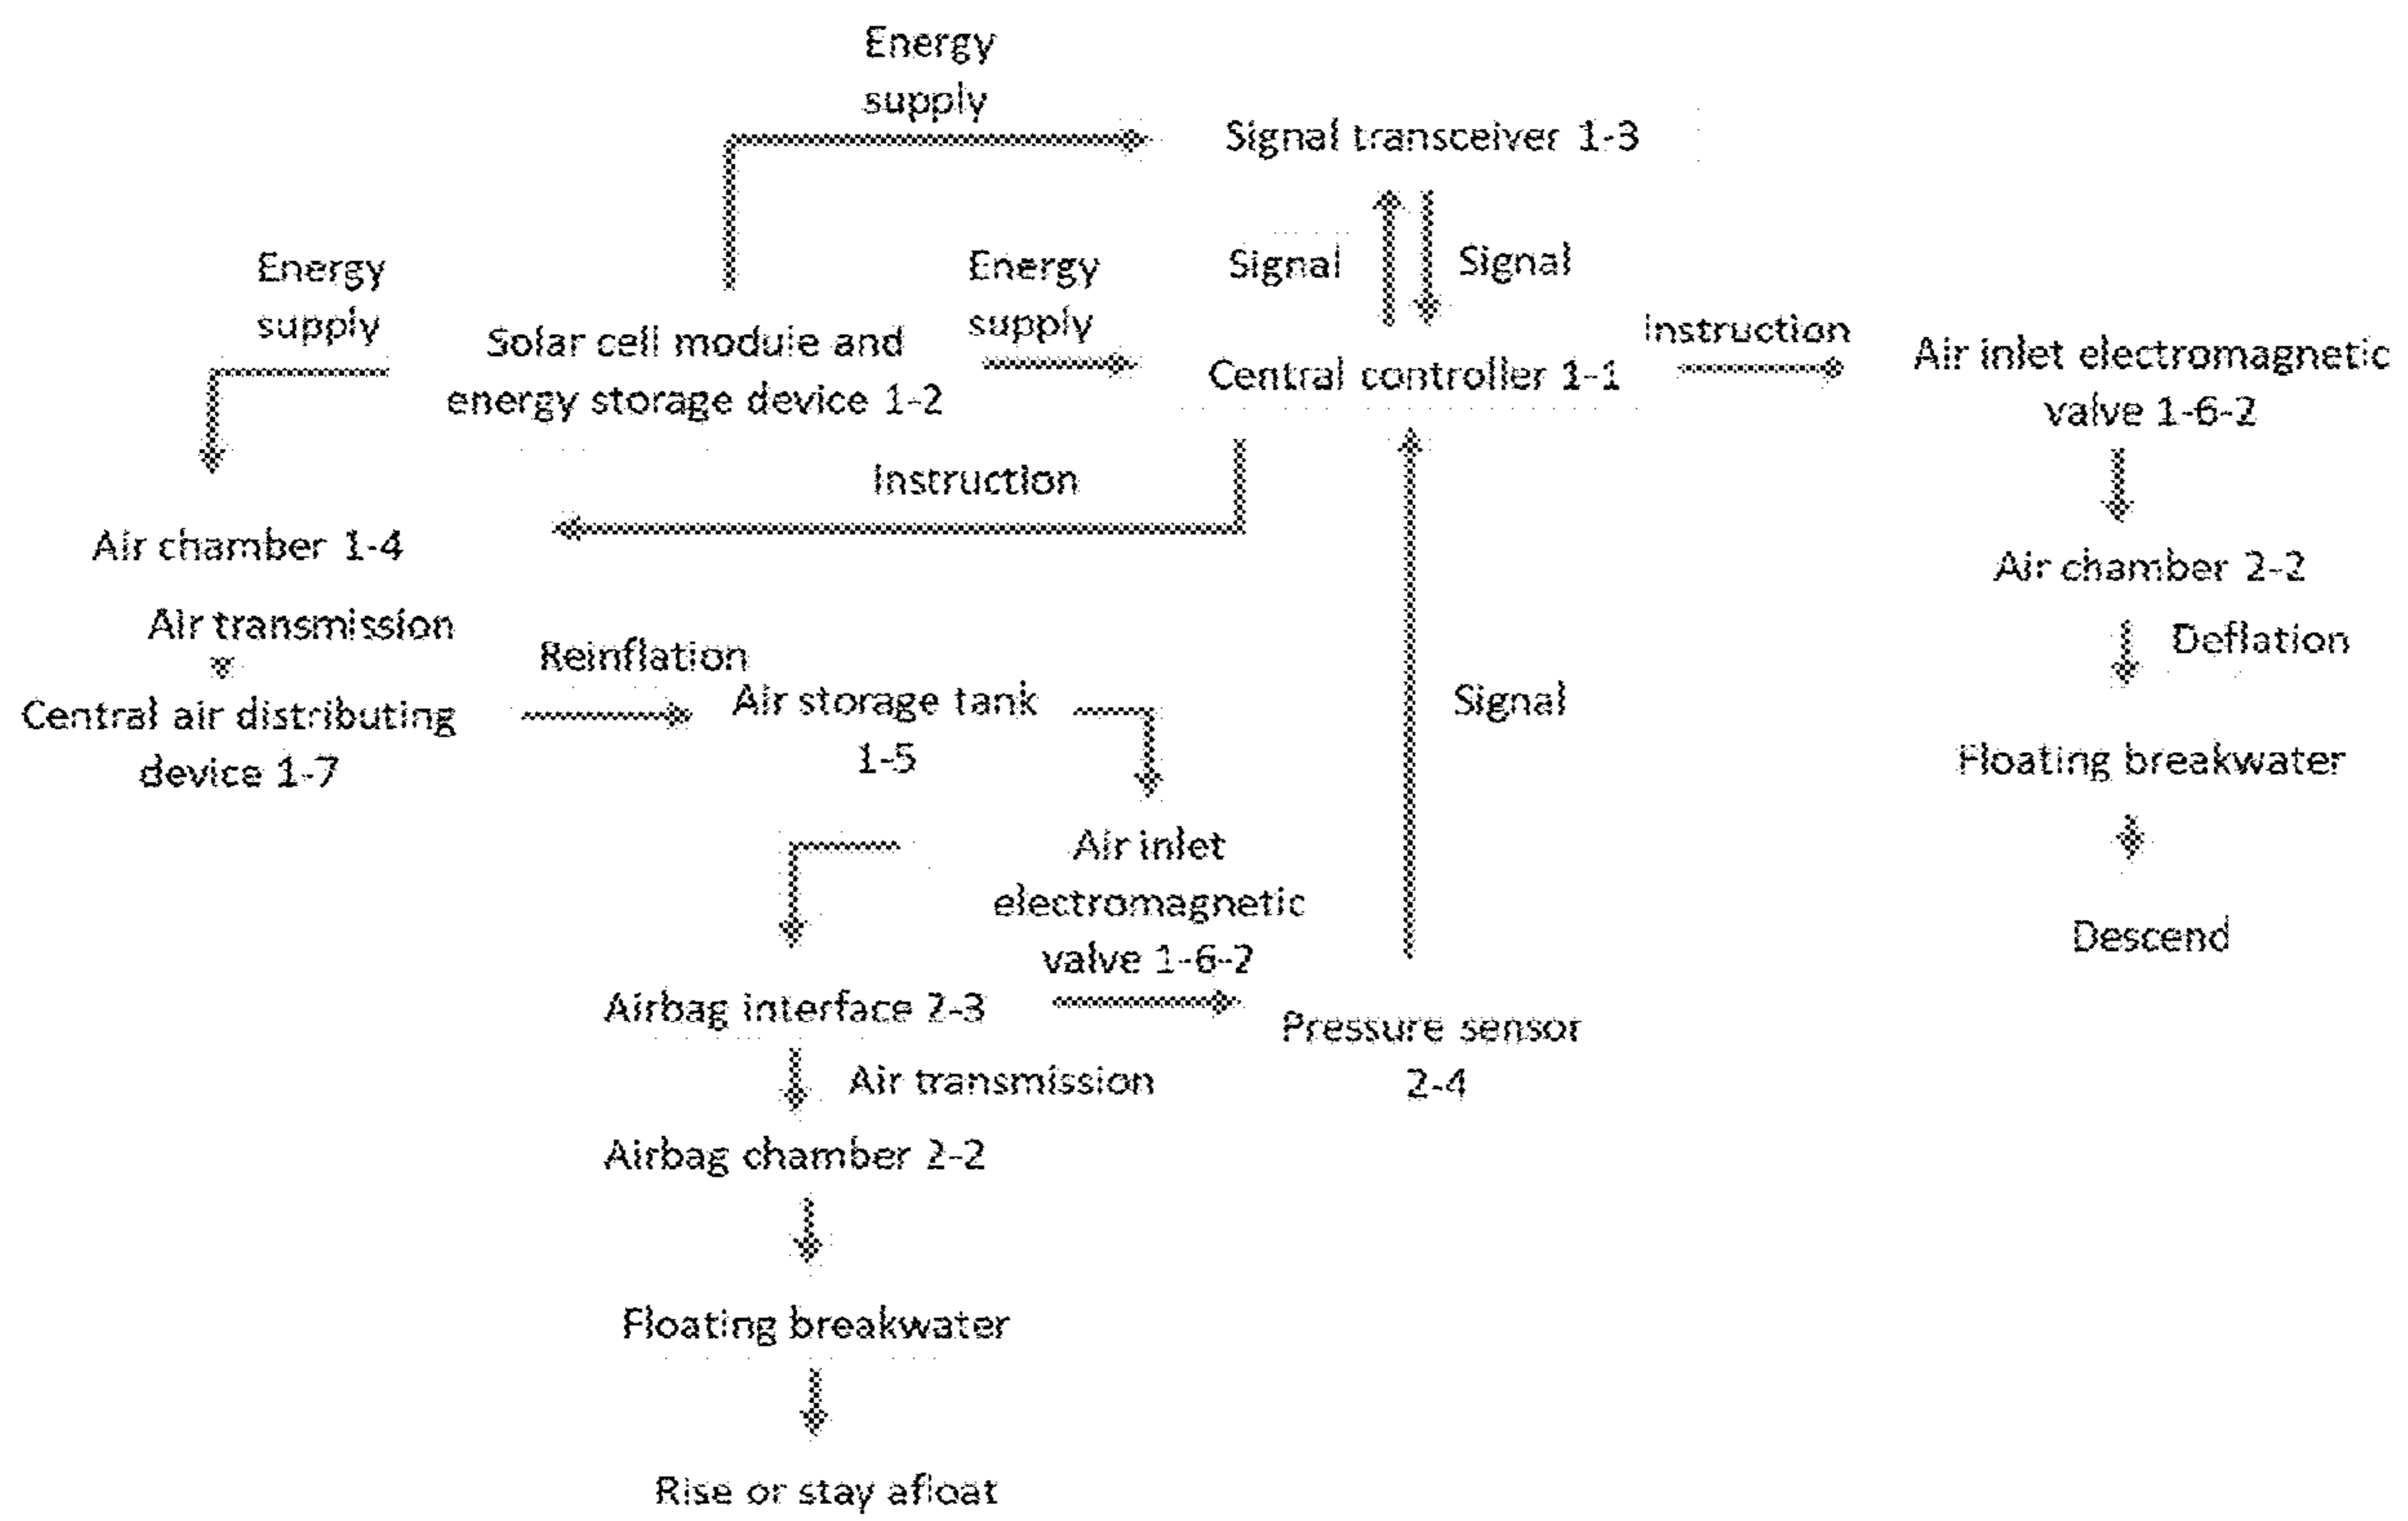 Energy
supply
Signal transceiver 1-3
Energy
supply
Energy
supply
Signal
Signal
Solar cell module and
energy storage device 1-2
Central controller 1-1
Instruction
Air inlet electromagnetic
valve 1-6-2
Instruction
Air chamber 1-4
Air chamber 2-2
Air transmission
Deflation
Reinflation
Central air distributing
device 1-7
Air storage tank
1-5
Signal
Floating breakwater
Air inlet
electromagnetic
valve 1-6-2
Descend
Airbag interface 2-3
Pressure sensor
2-4
Air transmission
Airbag chamber 2-2
Floating breakwater
Rise or stay afloat